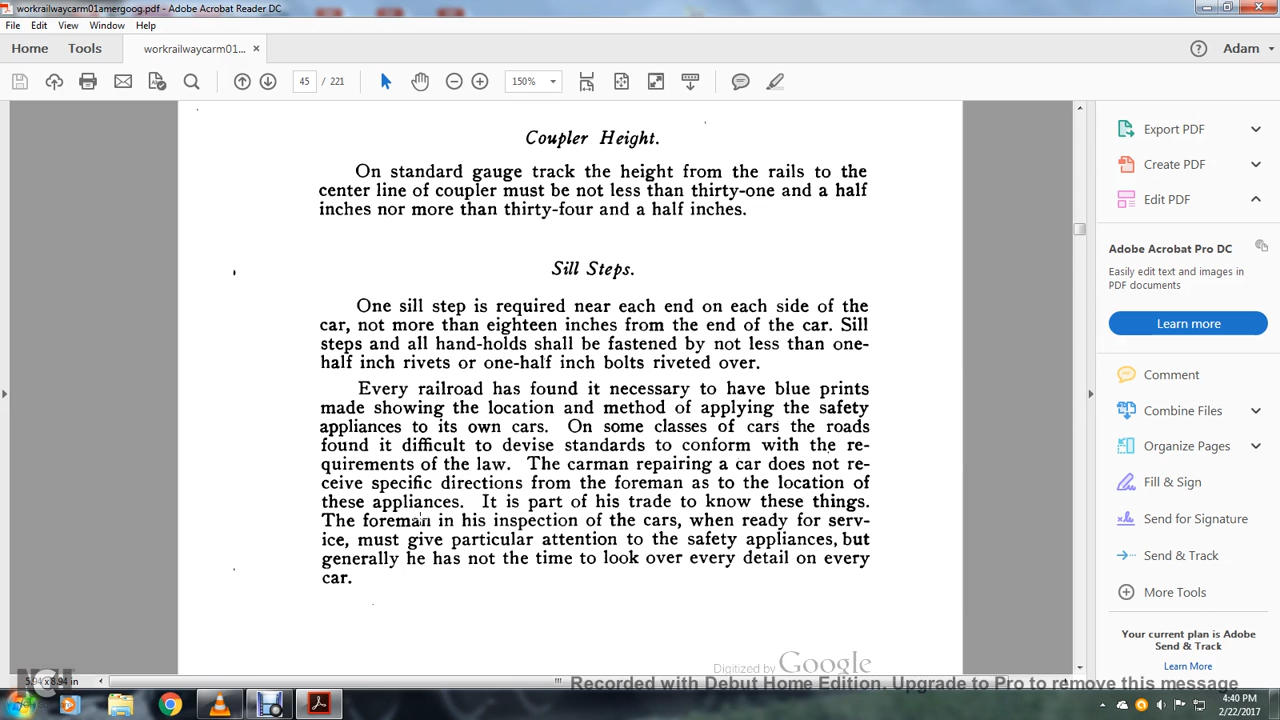 workrailwaycarm01amergoog.pdf - Adobe Acrobat Reader DC
File Edit View Window Help
Home Tools workrailwaycarm01... × Adam
45 / 221 150%
Coupler Height.
On standard gauge track the height from the rails to the
center line of coupler must be not less than thirty-one and a half
inches nor more than thirty-four and a half inches.
Sill Steps.
One sill step is required near each end on each side of the
car, not more than eighteen inches from the end of the car. Sill
steps and all hand-holds shall be fastened by not less than one-
half inch rivets or one-half inch bolts riveted over.
Every railroad has found it necessary to have blue prints
made showing the location and method of applying the safety
appliances to its own cars. On some classes of cars the roads
found it difficult to devise standards to conform with the re-
quirements of the law. The carman repairing a car does not re-
ceive specific directions from the foreman as to the location of
these appliances. It is part of his trade to know these things.
The foreman in his inspection of the cars, when ready for serv-
ice, must give particular attention to the safety appliances, but
generally he has not the time to look over every detail on every
car.
Digitized by Google
Export PDF
Create PDF
Edit PDF
Adobe Acrobat Pro DC
Easily edit text and images in
PDF documents
Learn more
Comment
Combine Files
Organize Pages
Fill & Sign
Send for Signature
Send & Track
More Tools
Your current plan is Adobe
Send & Track
Learn More
5.94 x 8.94 in
Recorded with Debut Home Edition. Upgrade to Pro to remove this message
4:40 PM
2/22/2017